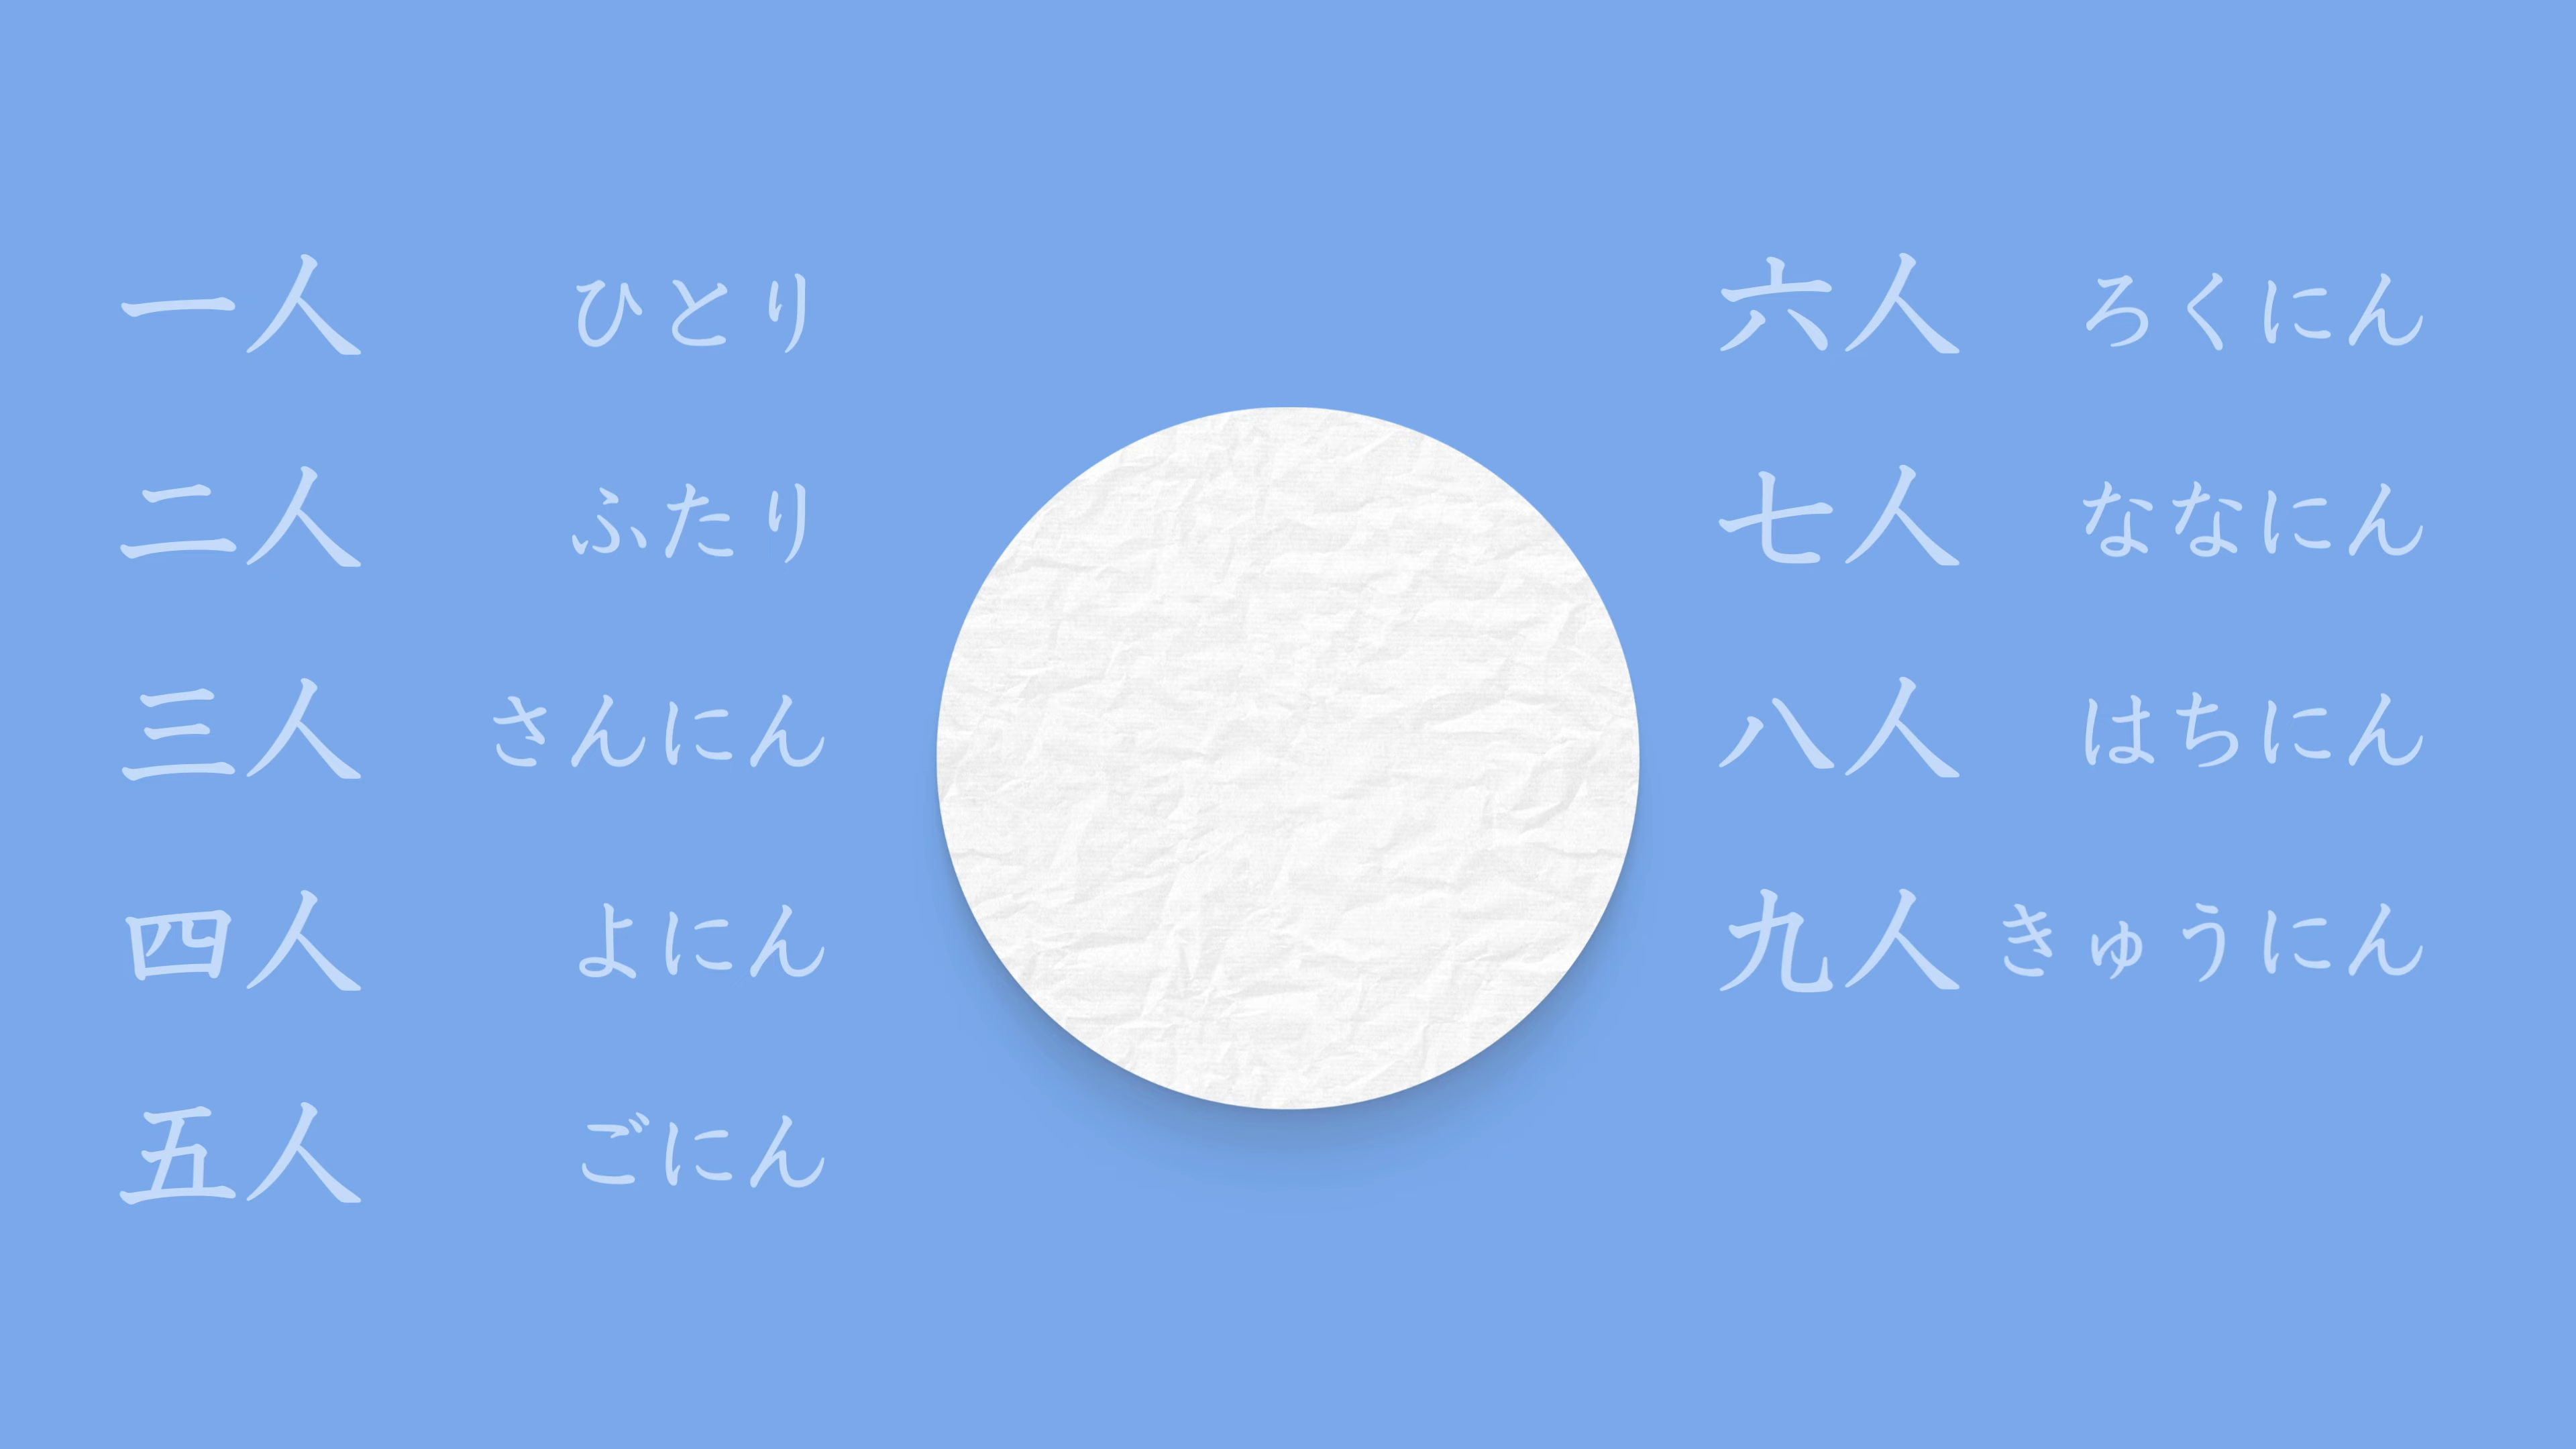 一人 ひとり
二人 ふたり
三人 さんにん
四人 よにん
五人 ごにん
六人 ろくにん
七人 ななにん
八人 はちにん
九人 きゅうにん